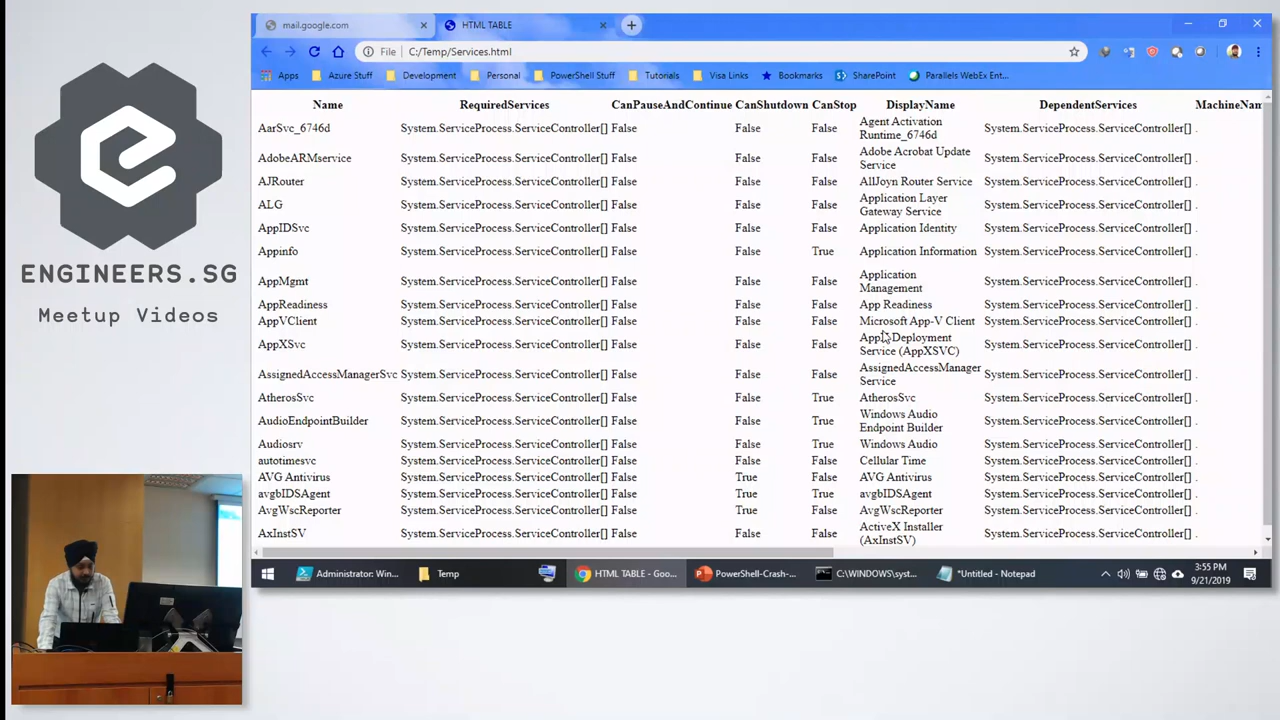 mail.google.com
HTML TABLE
File | C:/Temp/Services.html
Apps Azure Stuff Development Personal PowerShell Stuff Tutorials Visa Links Bookmarks SharePoint Parallels WebEx Ent...
Name RequiredServices CanPauseAndContinue CanShutdown CanStop DisplayName DependentServices MachineNam
AarSvc_6746d System.ServiceProcess.ServiceController[] False False False Agent Activation Runtime_6746d System.ServiceProcess.ServiceController[] .
AdobeARMservice System.ServiceProcess.ServiceController[] False False False Adobe Acrobat Update Service System.ServiceProcess.ServiceController[] .
AJRouter System.ServiceProcess.ServiceController[] False False False AllJoyn Router Service System.ServiceProcess.ServiceController[] .
ALG System.ServiceProcess.ServiceController[] False False False Application Layer Gateway Service System.ServiceProcess.ServiceController[] .
AppIDSvc System.ServiceProcess.ServiceController[] False False False Application Identity System.ServiceProcess.ServiceController[] .
Appinfo System.ServiceProcess.ServiceController[] False False True Application Information System.ServiceProcess.ServiceController[] .
AppMgmt System.ServiceProcess.ServiceController[] False False False Application Management System.ServiceProcess.ServiceController[] .
AppReadiness System.ServiceProcess.ServiceController[] False False False App Readiness System.ServiceProcess.ServiceController[] .
AppVClient System.ServiceProcess.ServiceController[] False False False Microsoft App-V Client System.ServiceProcess.ServiceController[] .
AppXSvc System.ServiceProcess.ServiceController[] False False False Deployment Service (AppXSVC) System.ServiceProcess.ServiceController[] .
AssignedAccessManagerSvc System.ServiceProcess.ServiceController[] False False False AssignedAccessManager Service System.ServiceProcess.ServiceController[] .
AtherosSvc System.ServiceProcess.ServiceController[] False False True AtherosSvc System.ServiceProcess.ServiceController[] .
AudioEndpointBuilder System.ServiceProcess.ServiceController[] False False True Windows Audio Endpoint Builder System.ServiceProcess.ServiceController[] .
Audiosrv System.ServiceProcess.ServiceController[] False False True Windows Audio System.ServiceProcess.ServiceController[] .
autotimesvc System.ServiceProcess.ServiceController[] False False False Cellular Time System.ServiceProcess.ServiceController[] .
AVG Antivirus System.ServiceProcess.ServiceController[] False True False AVG Antivirus System.ServiceProcess.ServiceController[] .
avgbIDSAgent System.ServiceProcess.ServiceController[] False True True avgbIDSAgent System.ServiceProcess.ServiceController[] .
AvgWscReporter System.ServiceProcess.ServiceController[] False True False AvgWscReporter System.ServiceProcess.ServiceController[] .
AxInstSV System.ServiceProcess.ServiceController[] False False False ActiveX Installer (AxInstSV) System.ServiceProcess.ServiceController[] .
Administrator: Win... Temp HTML TABLE - Goo... PowerShell-Crash-... C:\WINDOWS\syst... *Untitled - Notepad 3:55 PM
9/21/2019
ENGINEERS.SG
Meetup Videos